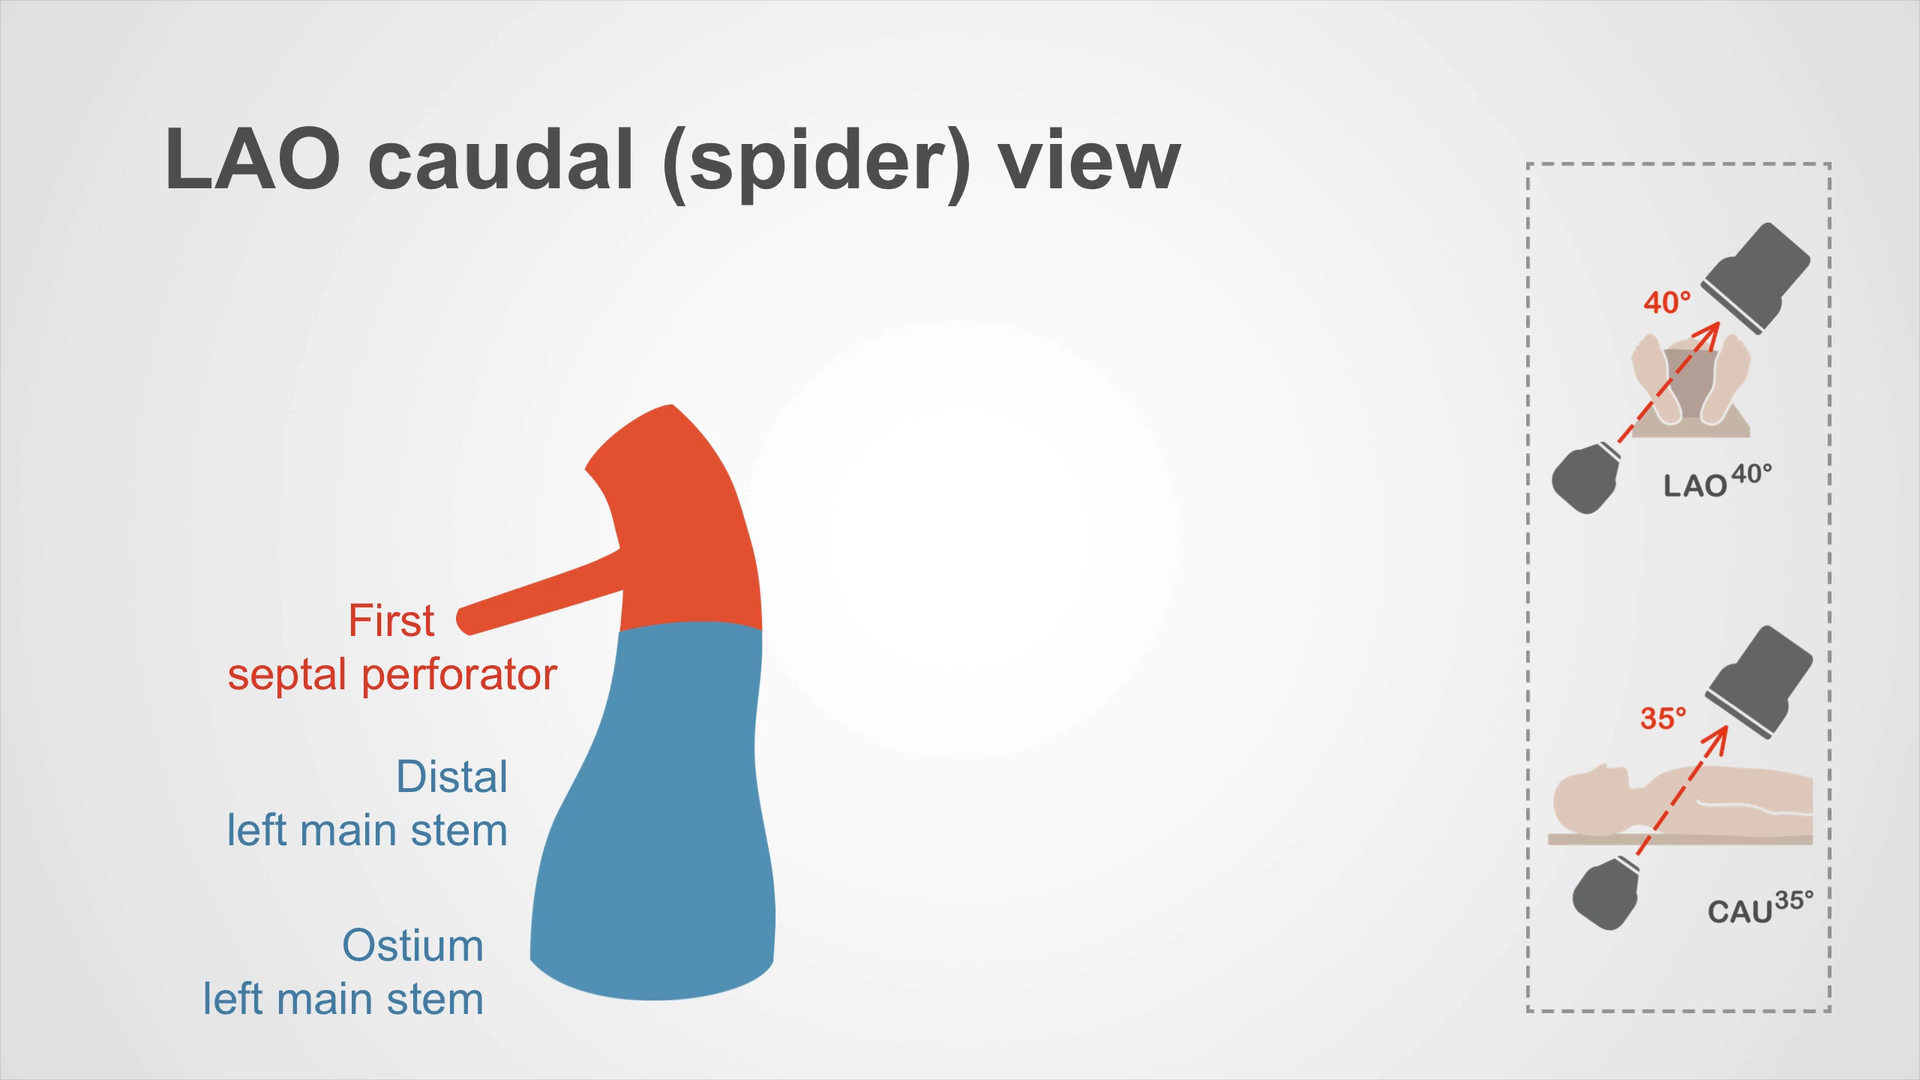 LAO caudal (spider) view
40°
LAO40°
First
septal perforator
35°
Distal
left main stem
CAU35°
Ostium
left main stem